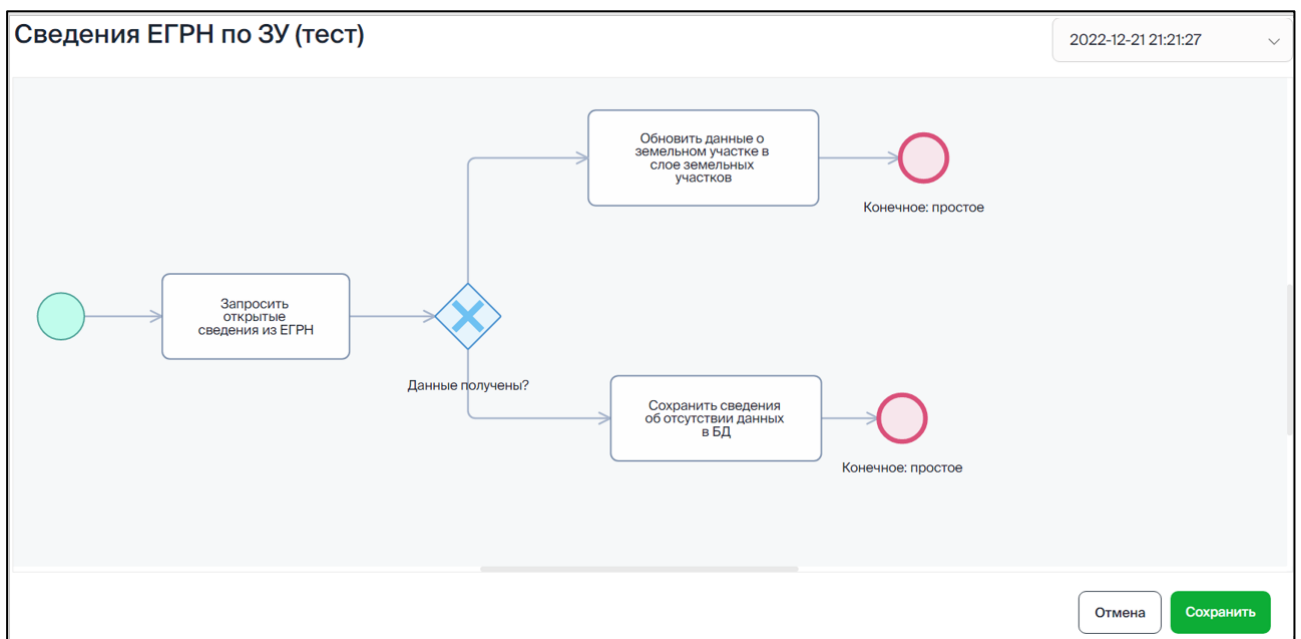 Сведения ЕГРН по ЗУ (тест)
2022-12-21 21:21:27
Обновить данные о
земельном участке в
слое земельных
участков
Конечное: простое
Запросить
открытые
сведения из ЕГРН
Данные получены?
Сохранить сведения
об отсутствии данных
в БД
Конечное: простое
Отмена
Сохранить